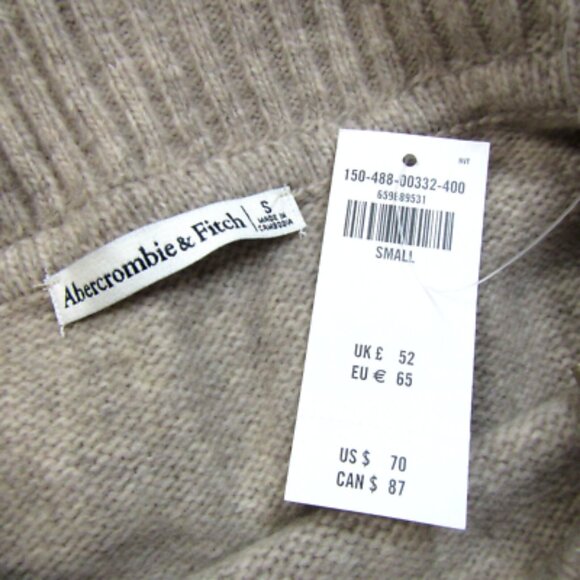 Abercrombie & Fitch
S
MADE IN
CAMBODIA
150-488-00332-400
SMALL
UK £ 52
EU € 65
US $ 70
CAN $ 87